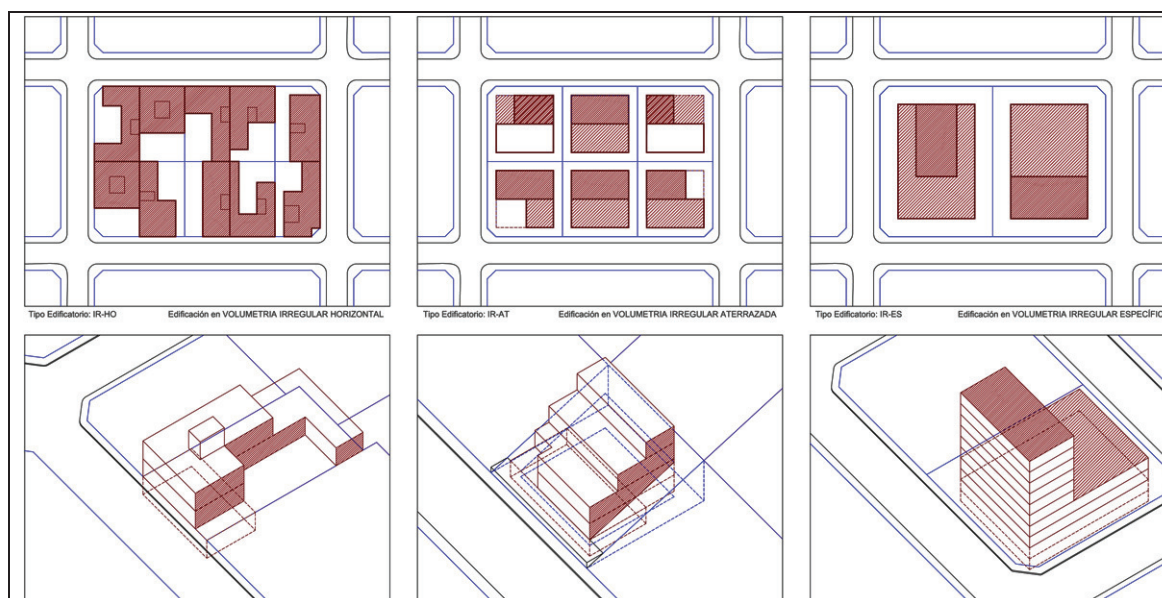 Tipo Edificatorio: IR-HO Edificación en VOLUMETRIA IRREGULAR HORIZONTAL
Tipo Edificatorio: IR-AT Edificación en VOLUMETRIA IRREGULAR ATERRAZADA
Tipo Edificatorio: IR-ES Edificación en VOLUMETRIA IRREGULAR ESPECÍFIC